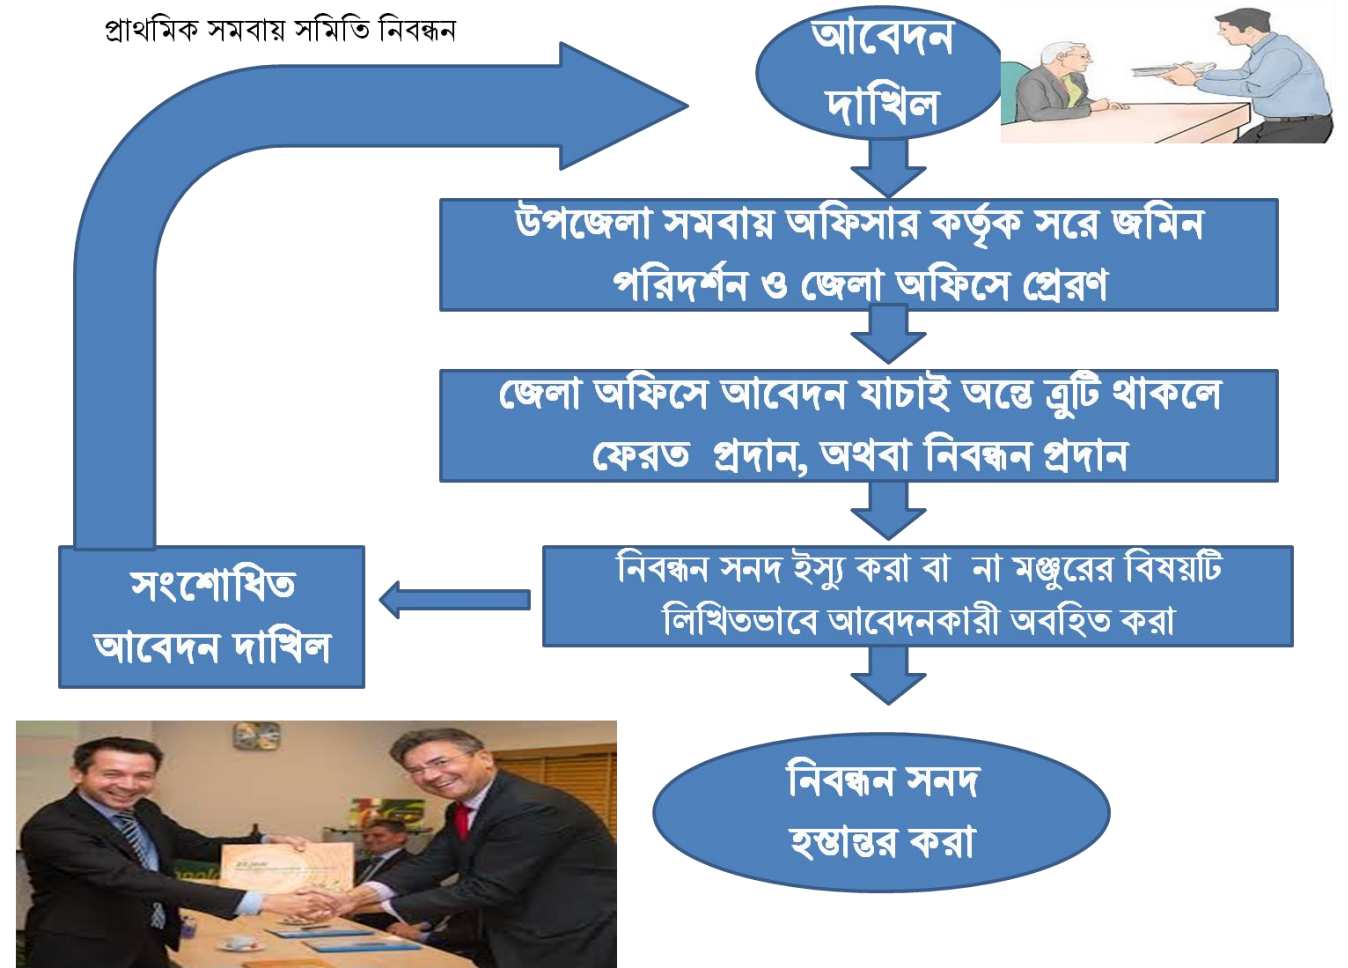 প্রাথমিক সমবায় সমিতি নিবন্ধন
আবেদন
দাখিল
উপজেলা সমবায় অফিসার কর্তৃক সরে জমিন
পরিদর্শন ও জেলা অফিসে প্রেরণ
জেলা অফিসে আবেদন যাচাই অন্তে ত্রুটি থাকলে
ফেরত প্রদান, অথবা নিবন্ধন প্রদান
নিবন্ধন সনদ ইস্যু করা বা না মঞ্জুরের বিষয়টি
লিখিতভাবে আবেদনকারী অবহিত করা
সংশোধিত
আবেদন দাখিল
নিবন্ধন সনদ
হস্তান্তর করা